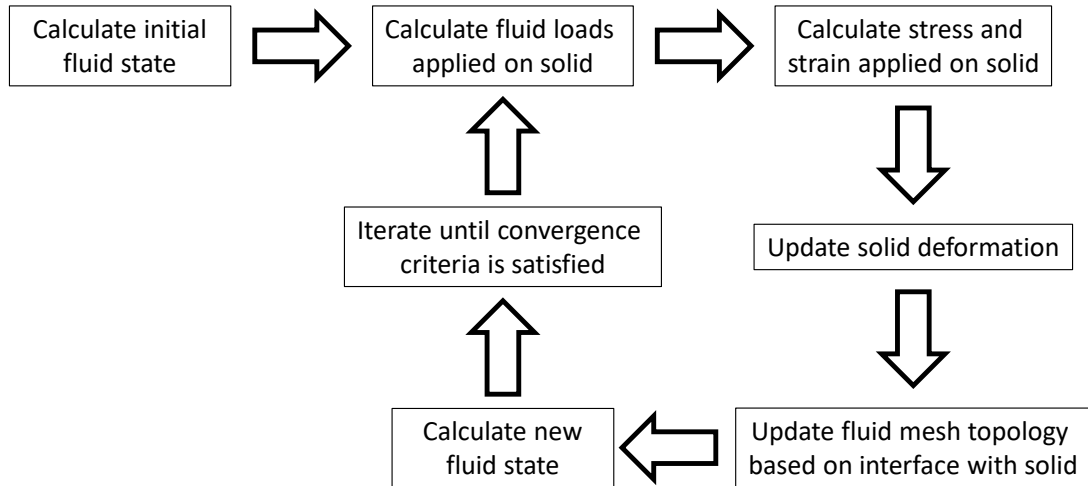 Calculate initial
fluid state
Calculate fluid loads
applied on solid
Calculate stress and
strain applied on solid
Update solid deformation
Update fluid mesh topology
based on interface with solid
Calculate new
fluid state
Iterate until convergence
criteria is satisfied